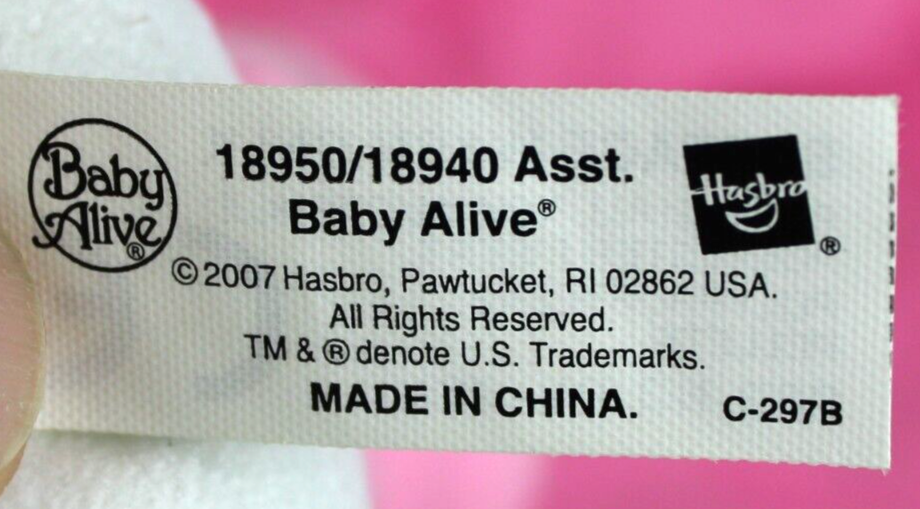 Baby
Alive®
18950/18940 Asst.
Baby Alive®
Hasbro
®
© 2007 Hasbro, Pawtucket, RI 02862 USA.
All Rights Reserved.
TM & ® denote U.S. Trademarks.
MADE IN CHINA.
C-297B